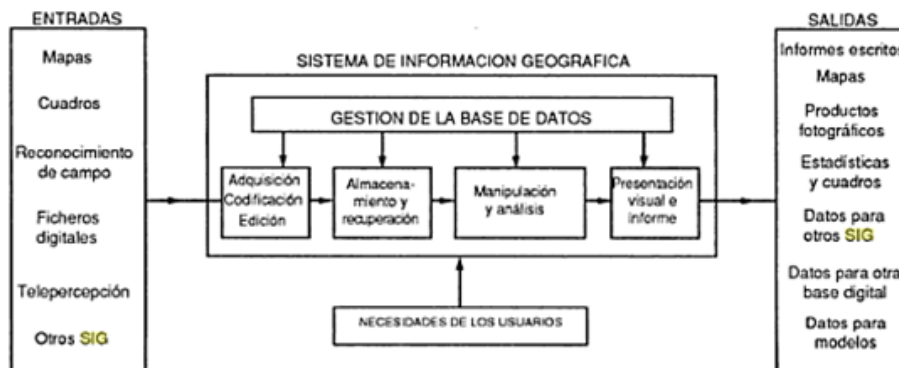 ENTRADAS
Mapas
Cuadros
Reconocimiento
de campo
Ficheros
digitales
Telepercepción
Otros SIG
SISTEMA DE INFORMACION GEOGRAFICA
GESTION DE LA BASE DE DATOS
Adquisición
Codificación
Edición
Almacena-
miento y
recuperación
Manipulación
y análisis
Presentación
visual e
informe
NECESIDADES DE LOS USUARIOS
SALIDAS
Informes escritos
Mapas
Productos
fotográficos
Estadísticas
y cuadros
Datos para
otros SIG
Datos para otra
base digital
Datos para
modelos